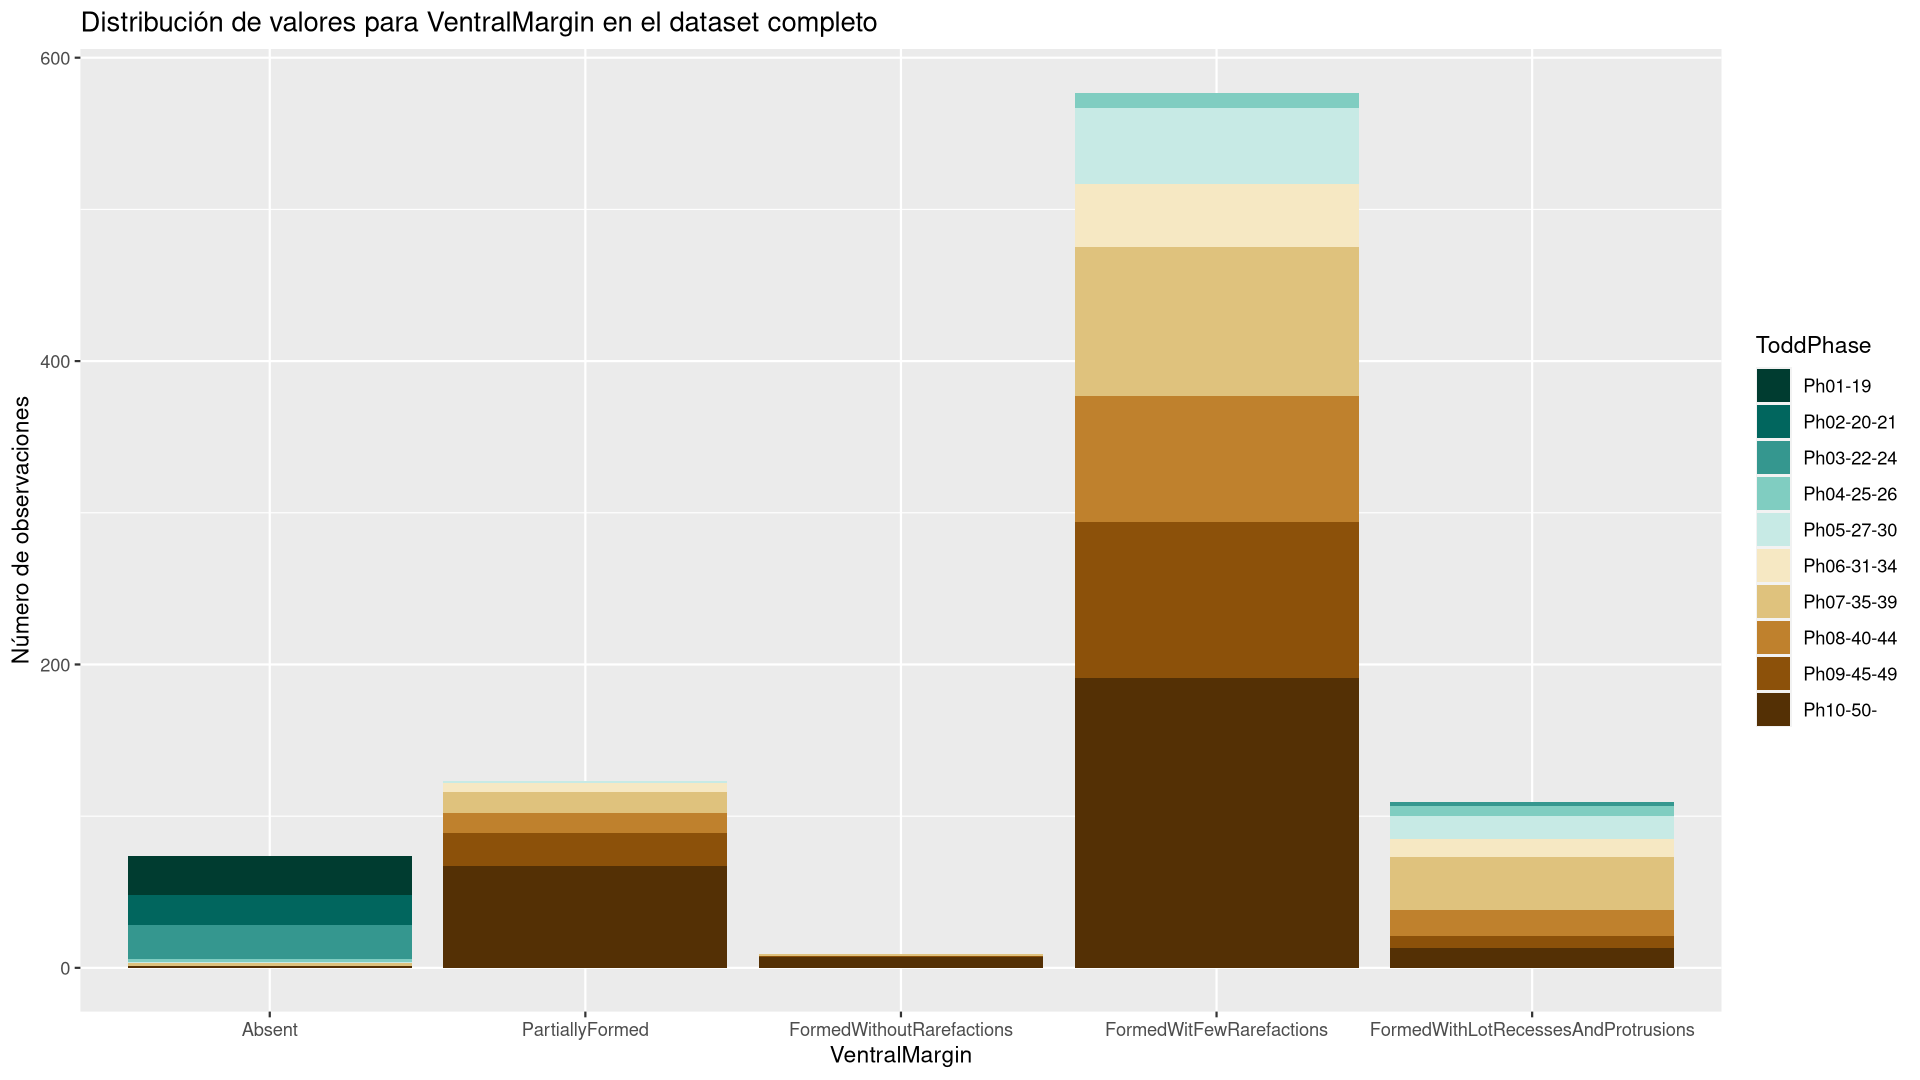 Distribución de valores para VentralMargin en el dataset completo
Número de observaciones
600
400
200
0
Absent
PartiallyFormed
FormedWithoutRarefactions
FormedWitFewRarefactions
FormedWithLotRecessesAndProtrusions
VentralMargin
ToddPhase
Ph01-19
Ph02-20-21
Ph03-22-24
Ph04-25-26
Ph05-27-30
Ph06-31-34
Ph07-35-39
Ph08-40-44
Ph09-45-49
Ph10-50-